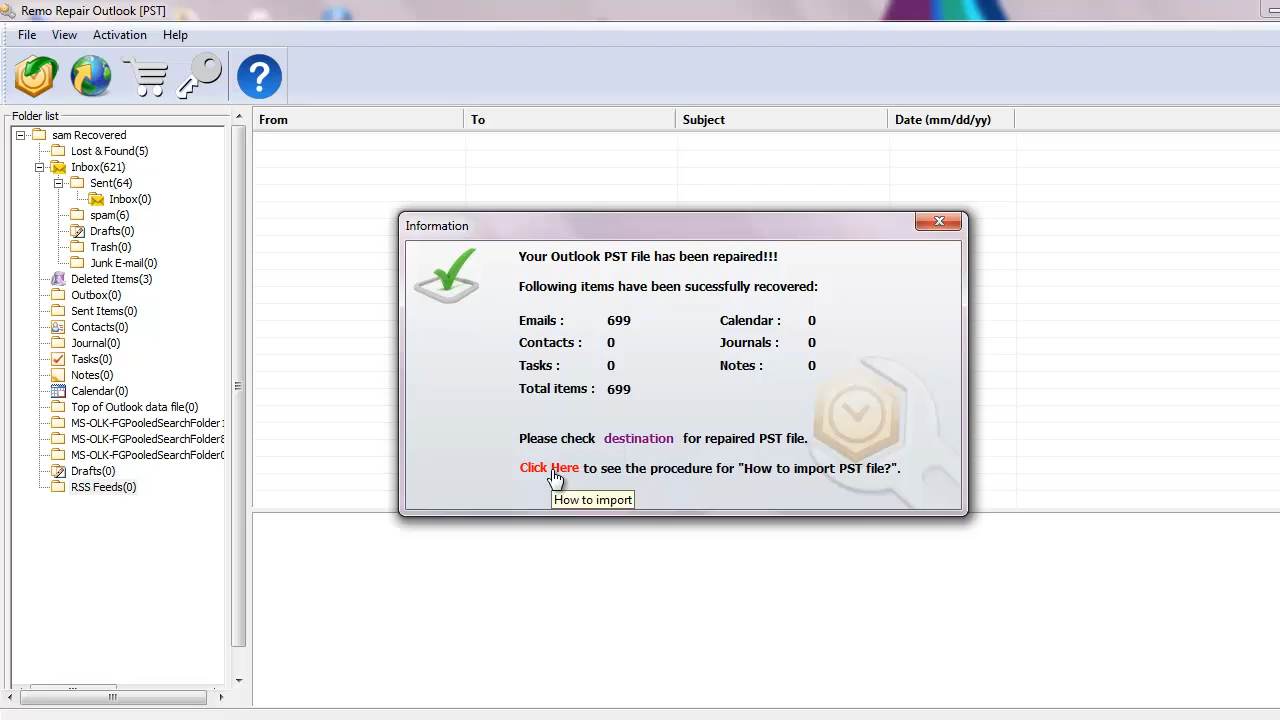 Remo Repair Outlook [PST]
File View Activation Help
Folder list
sam Recovered
Lost & Found(5)
Inbox(621)
Sent(64)
Inbox(0)
spam(6)
Drafts(0)
Trash(0)
Junk E-mail(0)
Deleted Items(3)
Outbox(0)
Sent Items(0)
Contacts(0)
Journal(0)
Tasks(0)
Notes(0)
Calendar(0)
Top of Outlook data file(0)
MS-OLK-FGPooledSearchFolder
MS-OLK-FGPooledSearchFolder
MS-OLK-FGPooledSearchFolder
Drafts(0)
RSS Feeds(0)
From To Subject Date (mm/dd/yy)
Information
Your Outlook PST File has been repaired!!!
Following items have been sucessfully recovered:
Emails : 699 Calendar : 0
Contacts : 0 Journals : 0
Tasks : 0 Notes : 0
Total items : 699
Please check destination for repaired PST file.
Click Here to see the procedure for "How to import PST file?".
How to import